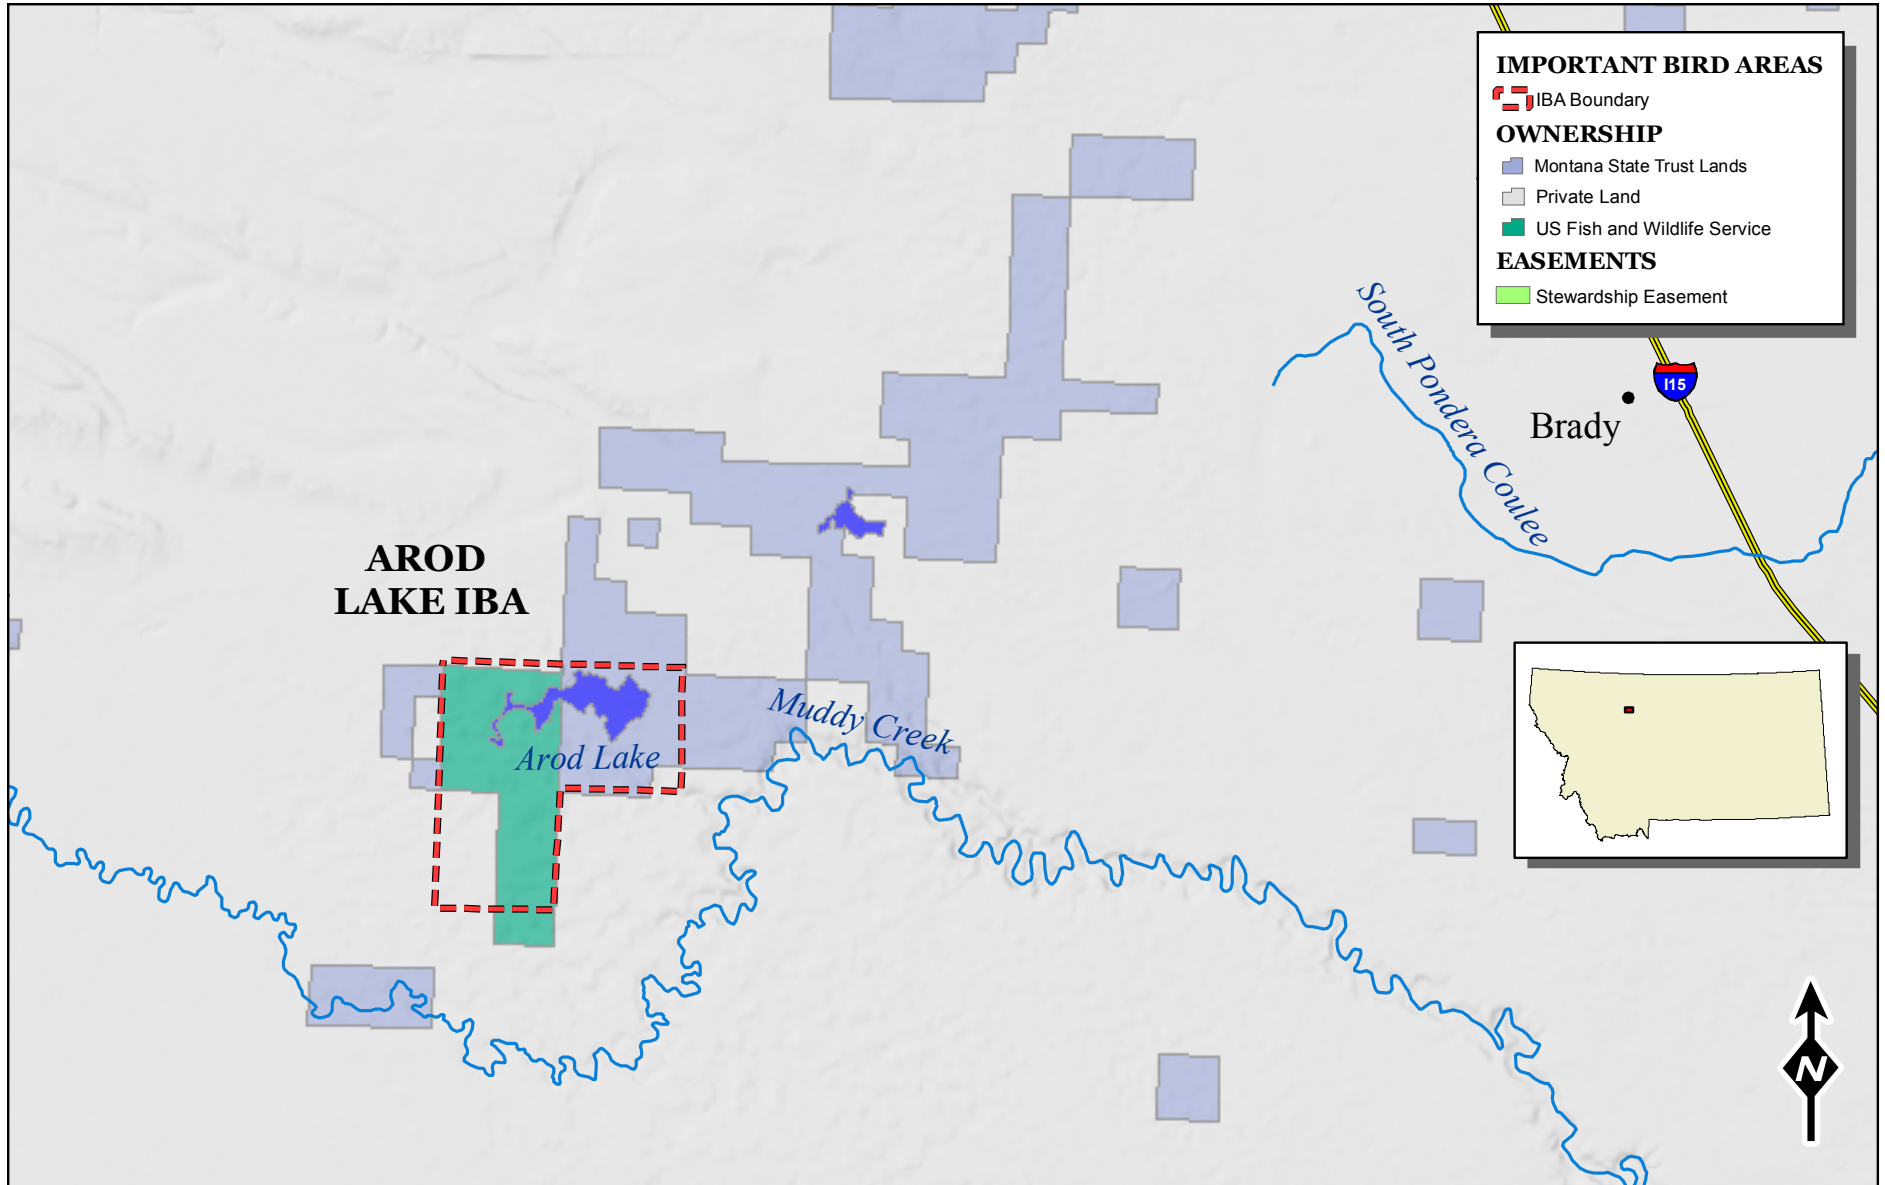 IMPORTANT BIRD AREAS
IBA Boundary
OWNERSHIP
Montana State Trust Lands
Private Land
US Fish and Wildlife Service
EASEMENTS
Stewardship Easement
South Pondera Coulee
I15
Brady
AROD
LAKE IBA
Muddy Creek
Arod Lake
N